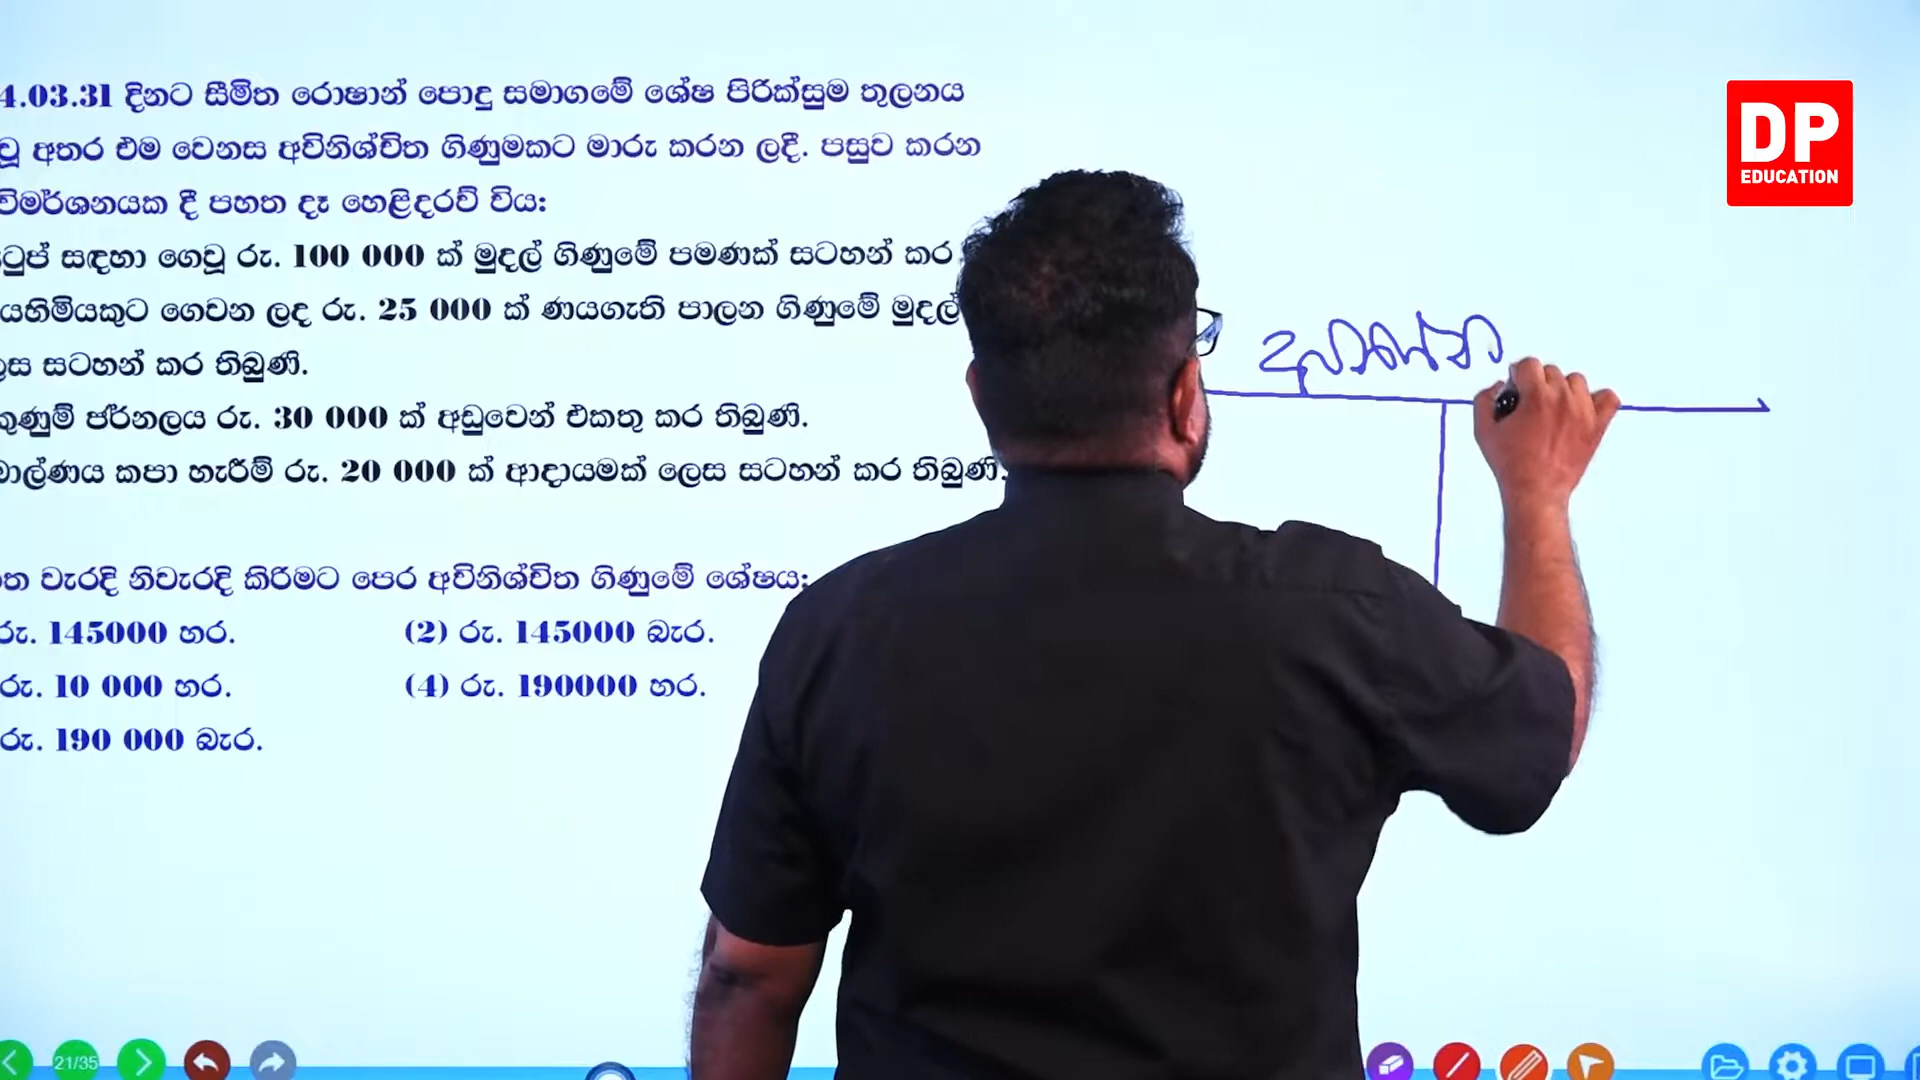 4.03.31 දිනට සීමිත රොෂාන් පොදු සමාගමේ ශේෂ පිරික්සුම තුලනය
වූ අතර එම වෙනස අවිනිශ්චිත ගිණුමකට මාරු කරන ලදී. පසුව කරන
විමර්ශනයක දී පහත දෑ හෙළිදරව් විය:
ටුප් සඳහා ගෙවූ රු. 100 000 ක් මුදල් ගිණුමේ පමණක් සටහන් කර
යහිමියකුට ගෙවන ලද රු. 25 000 ක් ණයගැති පාලන ගිණුමේ මුදල්
ලෙස සටහන් කර තිබුණි.
කුණුම් ජර්නලය රු. 30 000 ක් අඩුවෙන් එකතු කර තිබුණි.
බොල්ණය කපා හැරීම් රු. 20 000 ක් ආදායමක් ලෙස සටහන් කර තිබුණි.
ත වැරදි නිවැරදි කිරීමට පෙර අවිනිශ්චිත ගිණුමේ ශේෂය:
රු. 145000 හර. (2) රු. 145000 බැර.
රු. 10 000 හර. (4) රු. 190000 හර.
රු. 190 000 බැර.
DP
EDUCATION
21/35